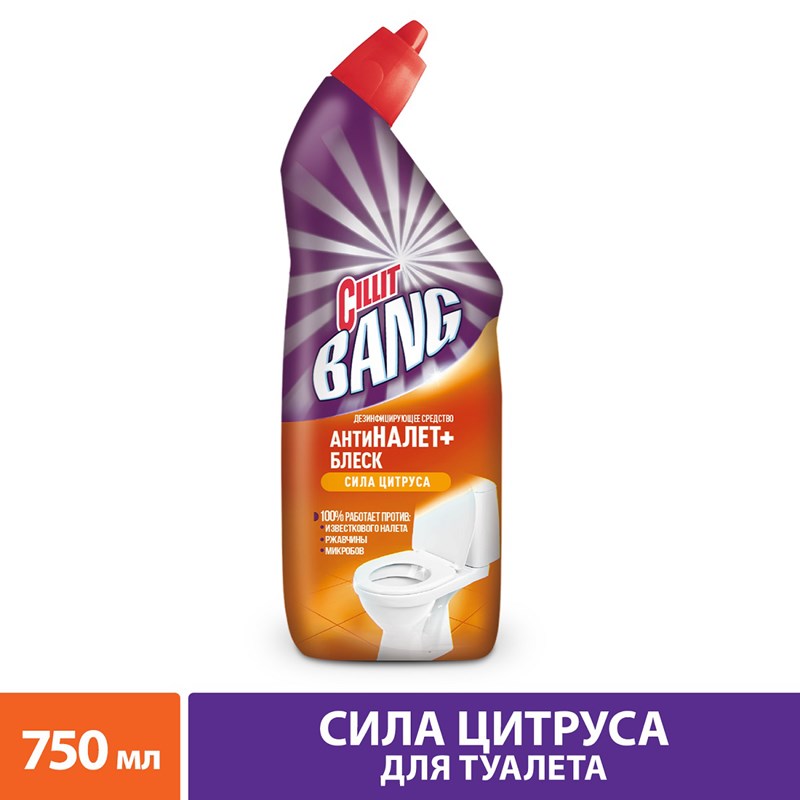 CILLIT
BANG
ДЕЗИНФИЦИРУЮЩЕЕ СРЕДСТВО
АНТИНАЛЕТ+
БЛЕСК
СИЛА ЦИТРУСА
100% РАБОТАЕТ ПРОТИВ:
• ИЗВЕСТКОВОГО НАЛЕТА
• РЖАВЧИНЫ
• МИКРОБОВ
750 мл
СИЛА ЦИТРУСА
ДЛЯ ТУАЛЕТА